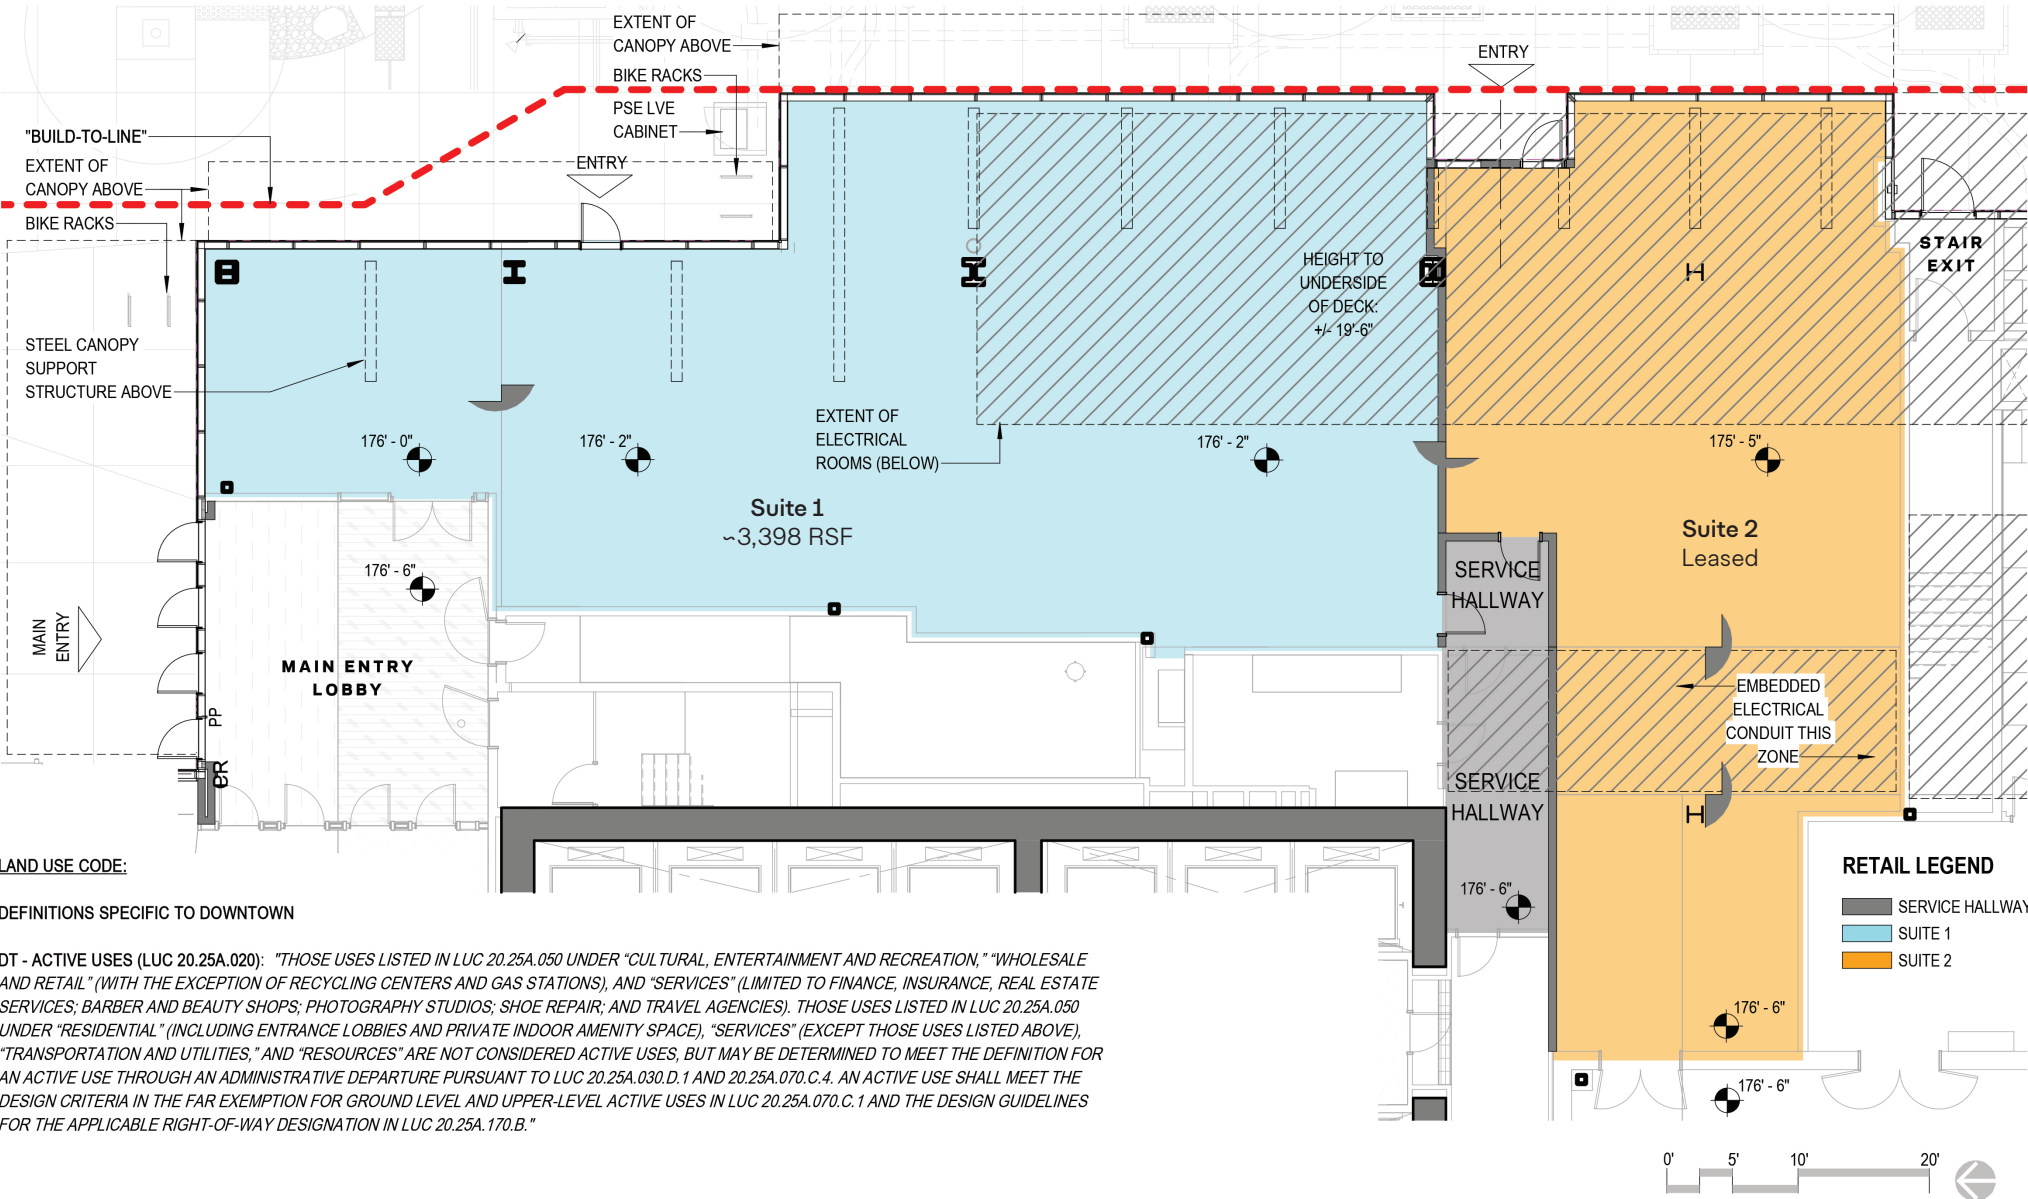 EXTENT OF
CANOPY ABOVE
BIKE RACKS
PSE LVE
CABINET
ENTRY
ENTRY
"BUILD-TO-LINE"
EXTENT OF
CANOPY ABOVE
BIKE RACKS
STEEL CANOPY
SUPPORT
STRUCTURE ABOVE
HEIGHT TO
UNDERSIDE
OF DECK:
+/- 19'-6"
STAIR
EXIT
EXTENT OF
ELECTRICAL
ROOMS (BELOW)
176' - 0"
176' - 2"
176' - 2"
175' - 5"
Suite 1
~3,398 RSF
Suite 2
Leased
176' - 6"
SERVICE
HALLWAY
MAIN
ENTRY
MAIN ENTRY
LOBBY
PP
EMBEDDED
ELECTRICAL
CONDUIT THIS
ZONE
SERVICE
HALLWAY
176' - 6"
176' - 6"
176' - 6"
LAND USE CODE:
DEFINITIONS SPECIFIC TO DOWNTOWN
DT - ACTIVE USES (LUC 20.25A.020): "THOSE USES LISTED IN LUC 20.25A.050 UNDER “CULTURAL, ENTERTAINMENT AND RECREATION,” “WHOLESALE
AND RETAIL” (WITH THE EXCEPTION OF RECYCLING CENTERS AND GAS STATIONS), AND “SERVICES” (LIMITED TO FINANCE, INSURANCE, REAL ESTATE
SERVICES; BARBER AND BEAUTY SHOPS; PHOTOGRAPHY STUDIOS; SHOE REPAIR; AND TRAVEL AGENCIES). THOSE USES LISTED IN LUC 20.25A.050
UNDER “RESIDENTIAL” (INCLUDING ENTRANCE LOBBIES AND PRIVATE INDOOR AMENITY SPACE), “SERVICES” (EXCEPT THOSE USES LISTED ABOVE),
“TRANSPORTATION AND UTILITIES,” AND “RESOURCES” ARE NOT CONSIDERED ACTIVE USES, BUT MAY BE DETERMINED TO MEET THE DEFINITION FOR
AN ACTIVE USE THROUGH AN ADMINISTRATIVE DEPARTURE PURSUANT TO LUC 20.25A.030.D.1 AND 20.25A.070.C.4. AN ACTIVE USE SHALL MEET THE
DESIGN CRITERIA IN THE FAR EXEMPTION FOR GROUND LEVEL AND UPPER-LEVEL ACTIVE USES IN LUC 20.25A.070.C.1 AND THE DESIGN GUIDELINES
FOR THE APPLICABLE RIGHT-OF-WAY DESIGNATION IN LUC 20.25A.170.B."
RETAIL LEGEND
SERVICE HALLWAY
SUITE 1
SUITE 2
0' 5' 10' 20'